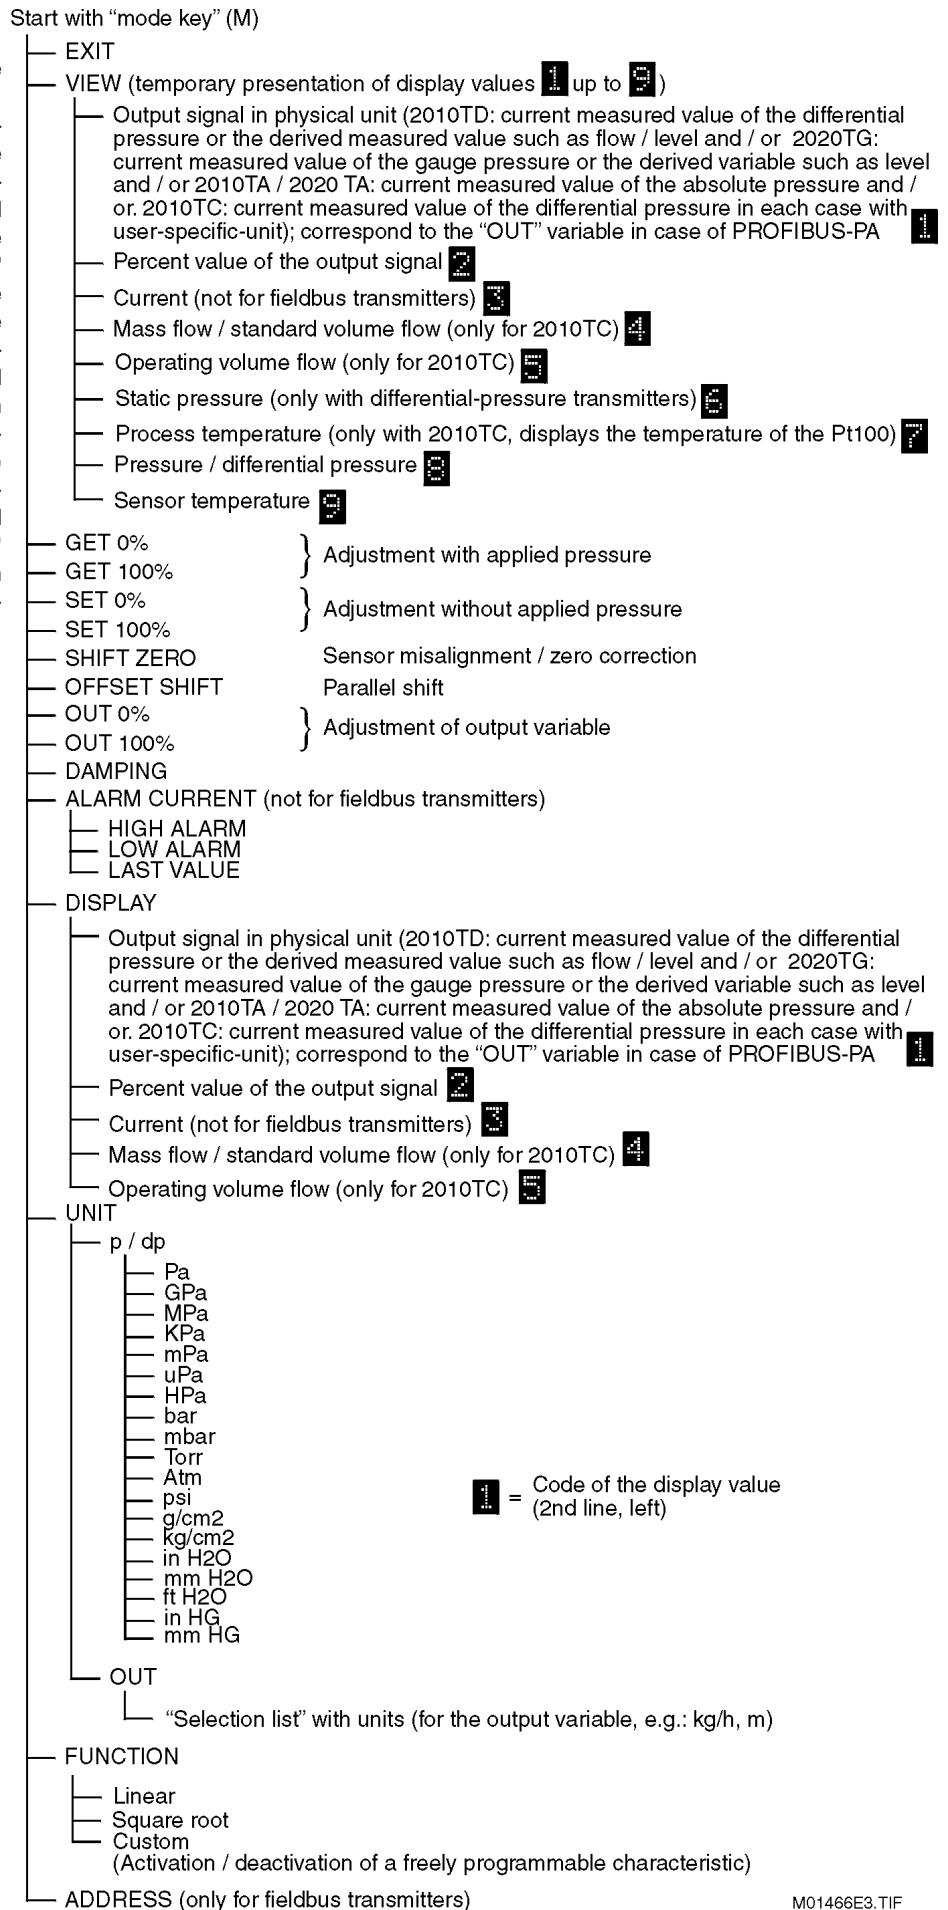 Start with “mode key” (M)
EXIT
VIEW (temporary presentation of display values 1 up to 9 )
Output signal in physical unit (2010TD: current measured value of the differential
pressure or the derived measured value such as flow / level and / or 2020TG:
current measured value of the gauge pressure or the derived variable such as level
and / or 2010TA / 2020 TA: current measured value of the absolute pressure and /
or. 2010TC: current measured value of the differential pressure in each case with
user-specific-unit); correspond to the “OUT” variable in case of PROFIBUS-PA 1
Percent value of the output signal 2
Current (not for fieldbus transmitters) 3
Mass flow / standard volume flow (only for 2010TC) 4
Operating volume flow (only for 2010TC) 5
Static pressure (only with differential-pressure transmitters) 6
Process temperature (only with 2010TC, displays the temperature of the Pt100) 7
Pressure / differential pressure 8
Sensor temperature 9
GET 0%
} Adjustment with applied pressure
GET 100%
SET 0%
} Adjustment without applied pressure
SET 100%
SHIFT ZERO Sensor misalignment / zero correction
OFFSET SHIFT Parallel shift
OUT 0%
} Adjustment of output variable
OUT 100%
DAMPING
ALARM CURRENT (not for fieldbus transmitters)
HIGH ALARM
LOW ALARM
LAST VALUE
DISPLAY
Output signal in physical unit (2010TD: current measured value of the differential
pressure or the derived measured value such as flow / level and / or 2020TG:
current measured value of the gauge pressure or the derived variable such as level
and / or 2010TA / 2020 TA: current measured value of the absolute pressure and /
or. 2010TC: current measured value of the differential pressure in each case with
user-specific-unit); correspond to the “OUT” variable in case of PROFIBUS-PA 1
Percent value of the output signal 2
Current (not for fieldbus transmitters) 3
Mass flow / standard volume flow (only for 2010TC) 4
Operating volume flow (only for 2010TC) 5
UNIT
p / dp
Pa
GPa
MPa
KPa
mPa
uPa
HPa
bar
mbar
Torr
Atm
psi
g/cm2
kg/cm2
in H2O
mm H2O
ft H2O
in HG
mm HG
1 = Code of the display value
(2nd line, left)
OUT
“Selection list” with units (for the output variable, e.g.: kg/h, m)
FUNCTION
Linear
Square root
Custom
(Activation / deactivation of a freely programmable characteristic)
ADDRESS (only for fieldbus transmitters)
M01466E3.TIF